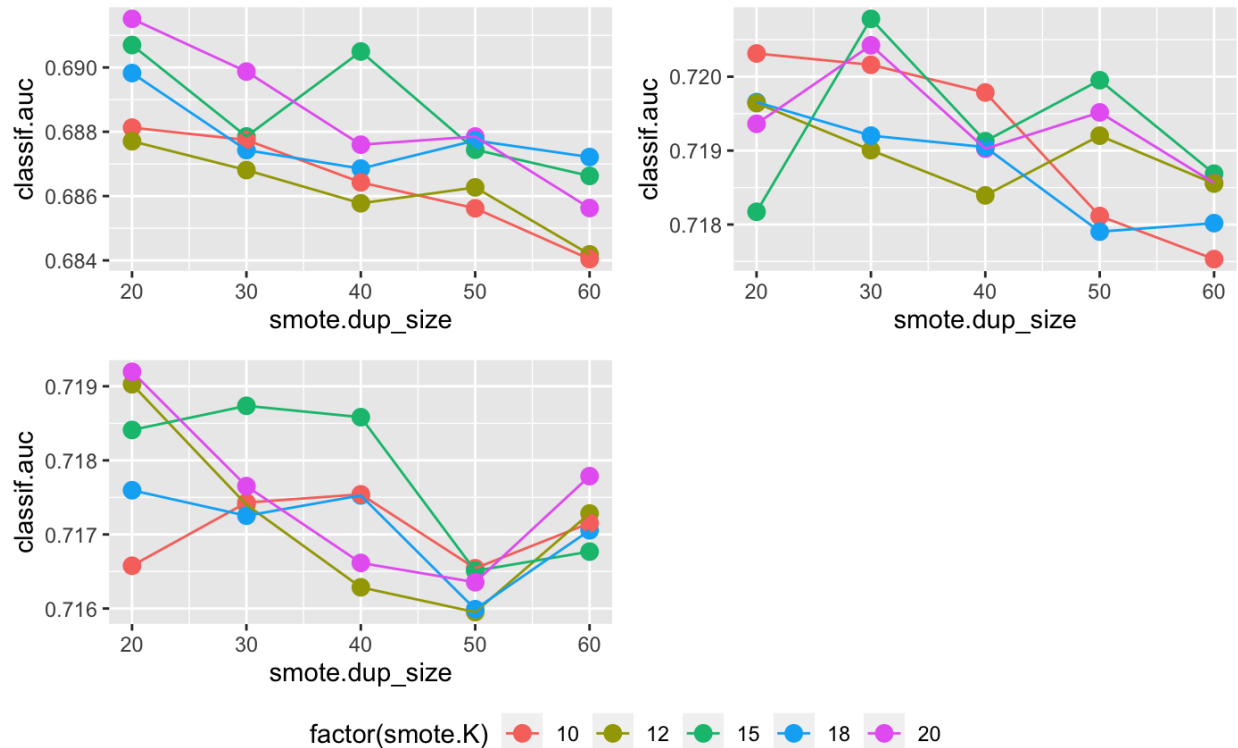 classif.auc
0.690
0.688
0.686
0.684
20 30 40 50 60
smote.dup_size
classif.auc
0.720
0.719
0.718
20 30 40 50 60
smote.dup_size
classif.auc
0.719
0.718
0.717
0.716
20 30 40 50 60
smote.dup_size
factor(smote.K) 10 12 15 18 20